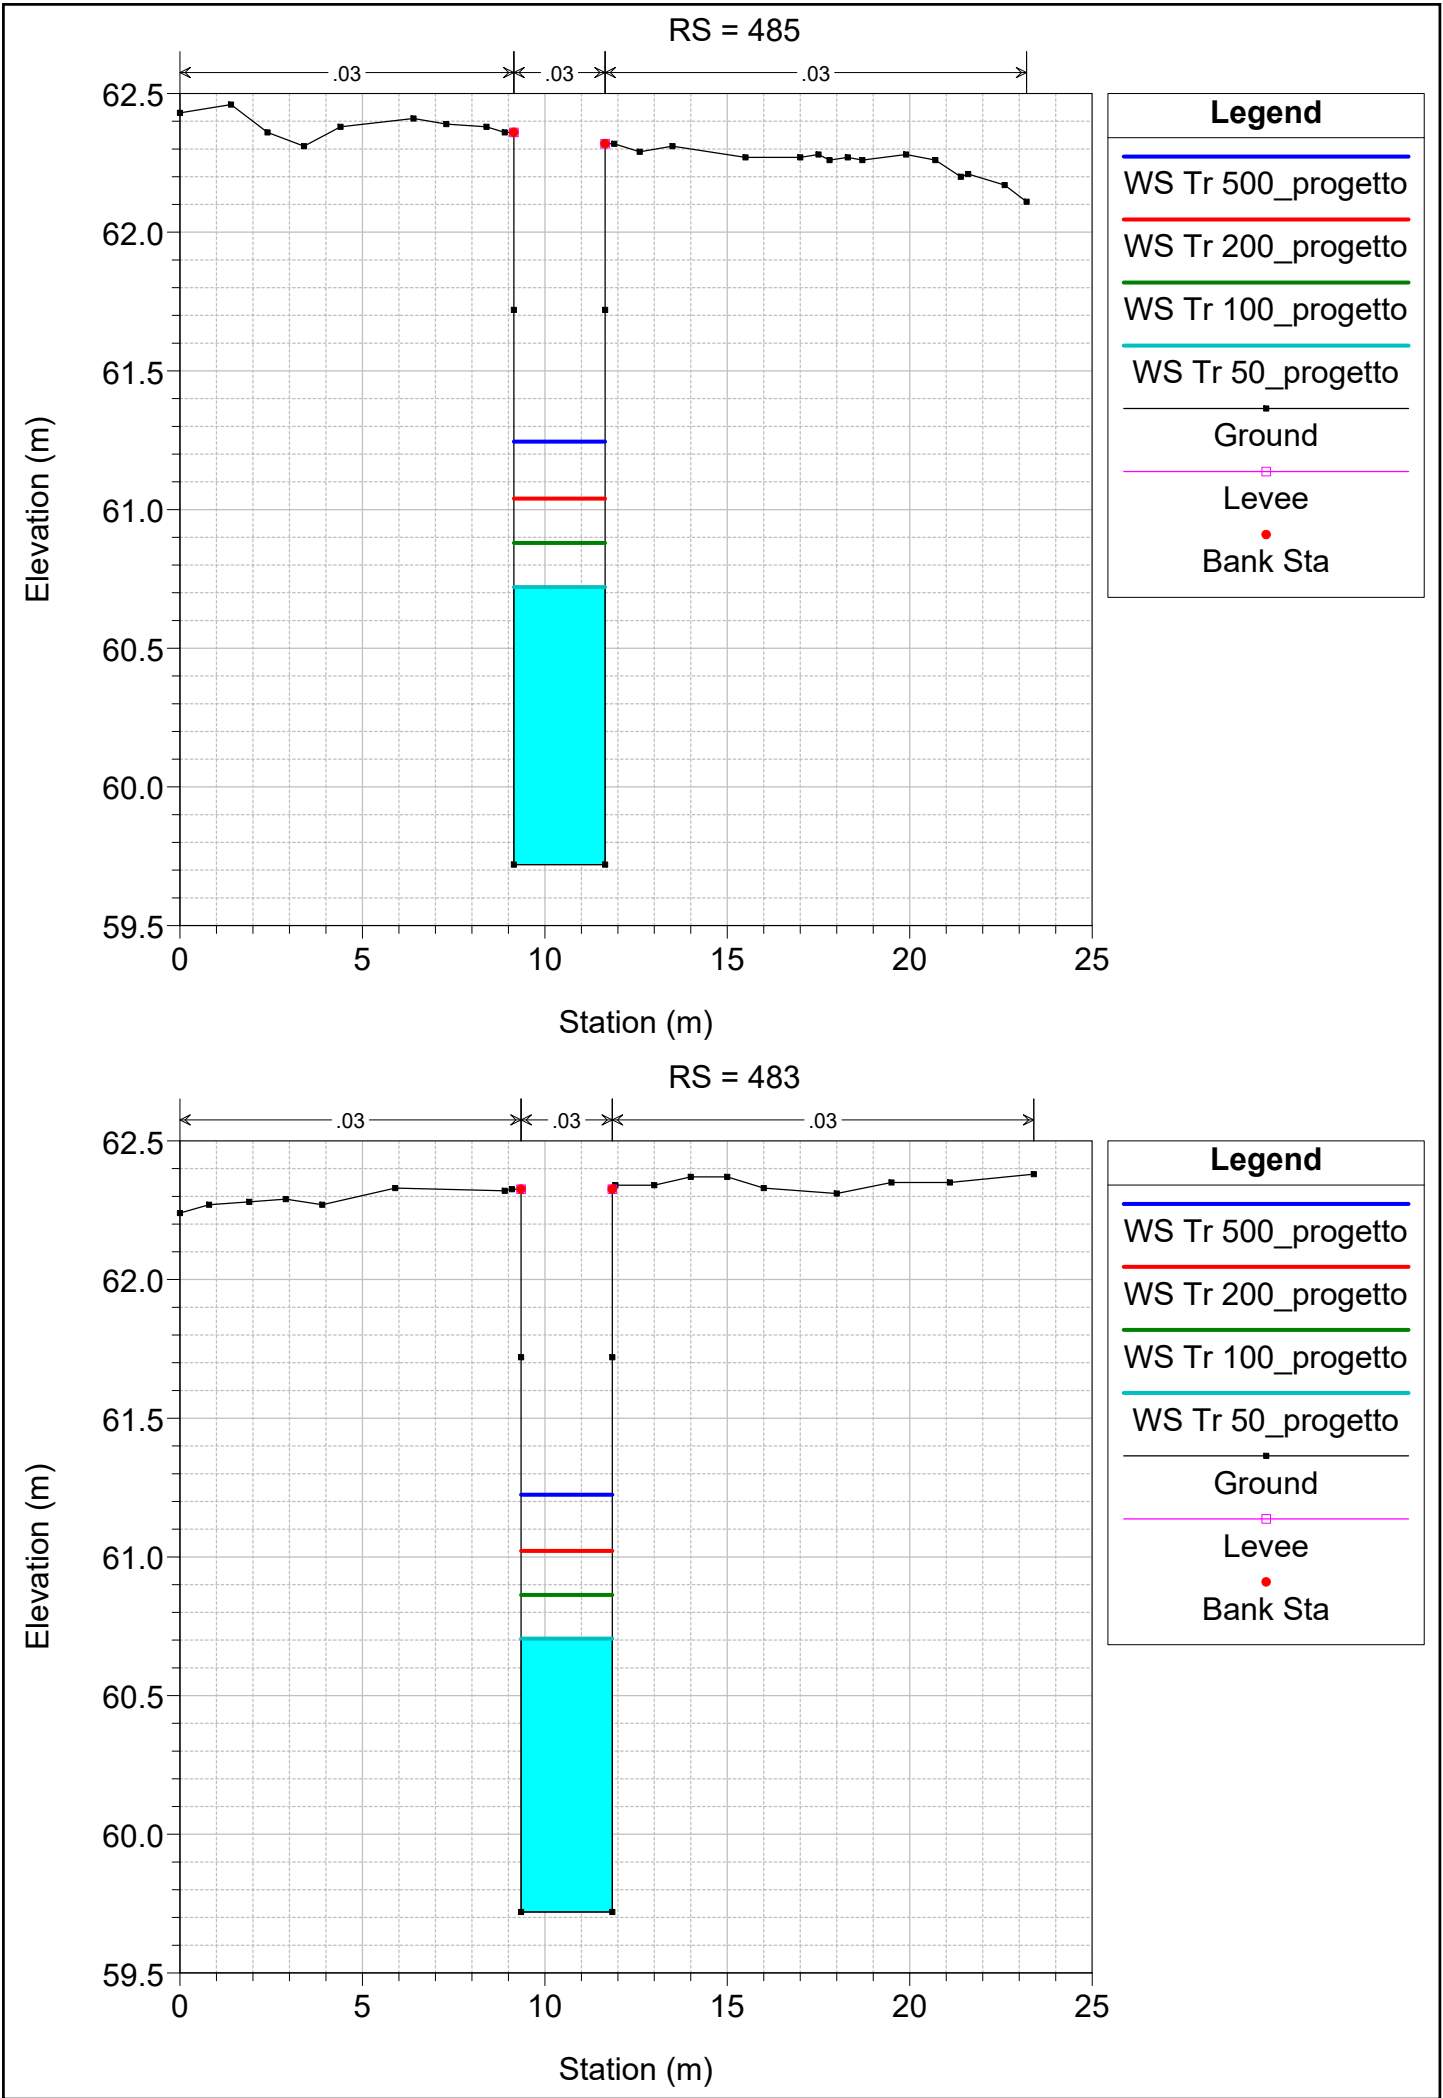 RS = 485
.03 .03 .03
62.5
62.0
61.5
61.0
60.5
60.0
59.5
0 5 10 15 20 25
Elevation (m)
Station (m)
Legend
WS Tr 500_progetto
WS Tr 200_progetto
WS Tr 100_progetto
WS Tr 50_progetto
Ground
Levee
Bank Sta
RS = 483
.03 .03 .03
62.5
62.0
61.5
61.0
60.5
60.0
59.5
0 5 10 15 20 25
Elevation (m)
Station (m)
Legend
WS Tr 500_progetto
WS Tr 200_progetto
WS Tr 100_progetto
WS Tr 50_progetto
Ground
Levee
Bank Sta